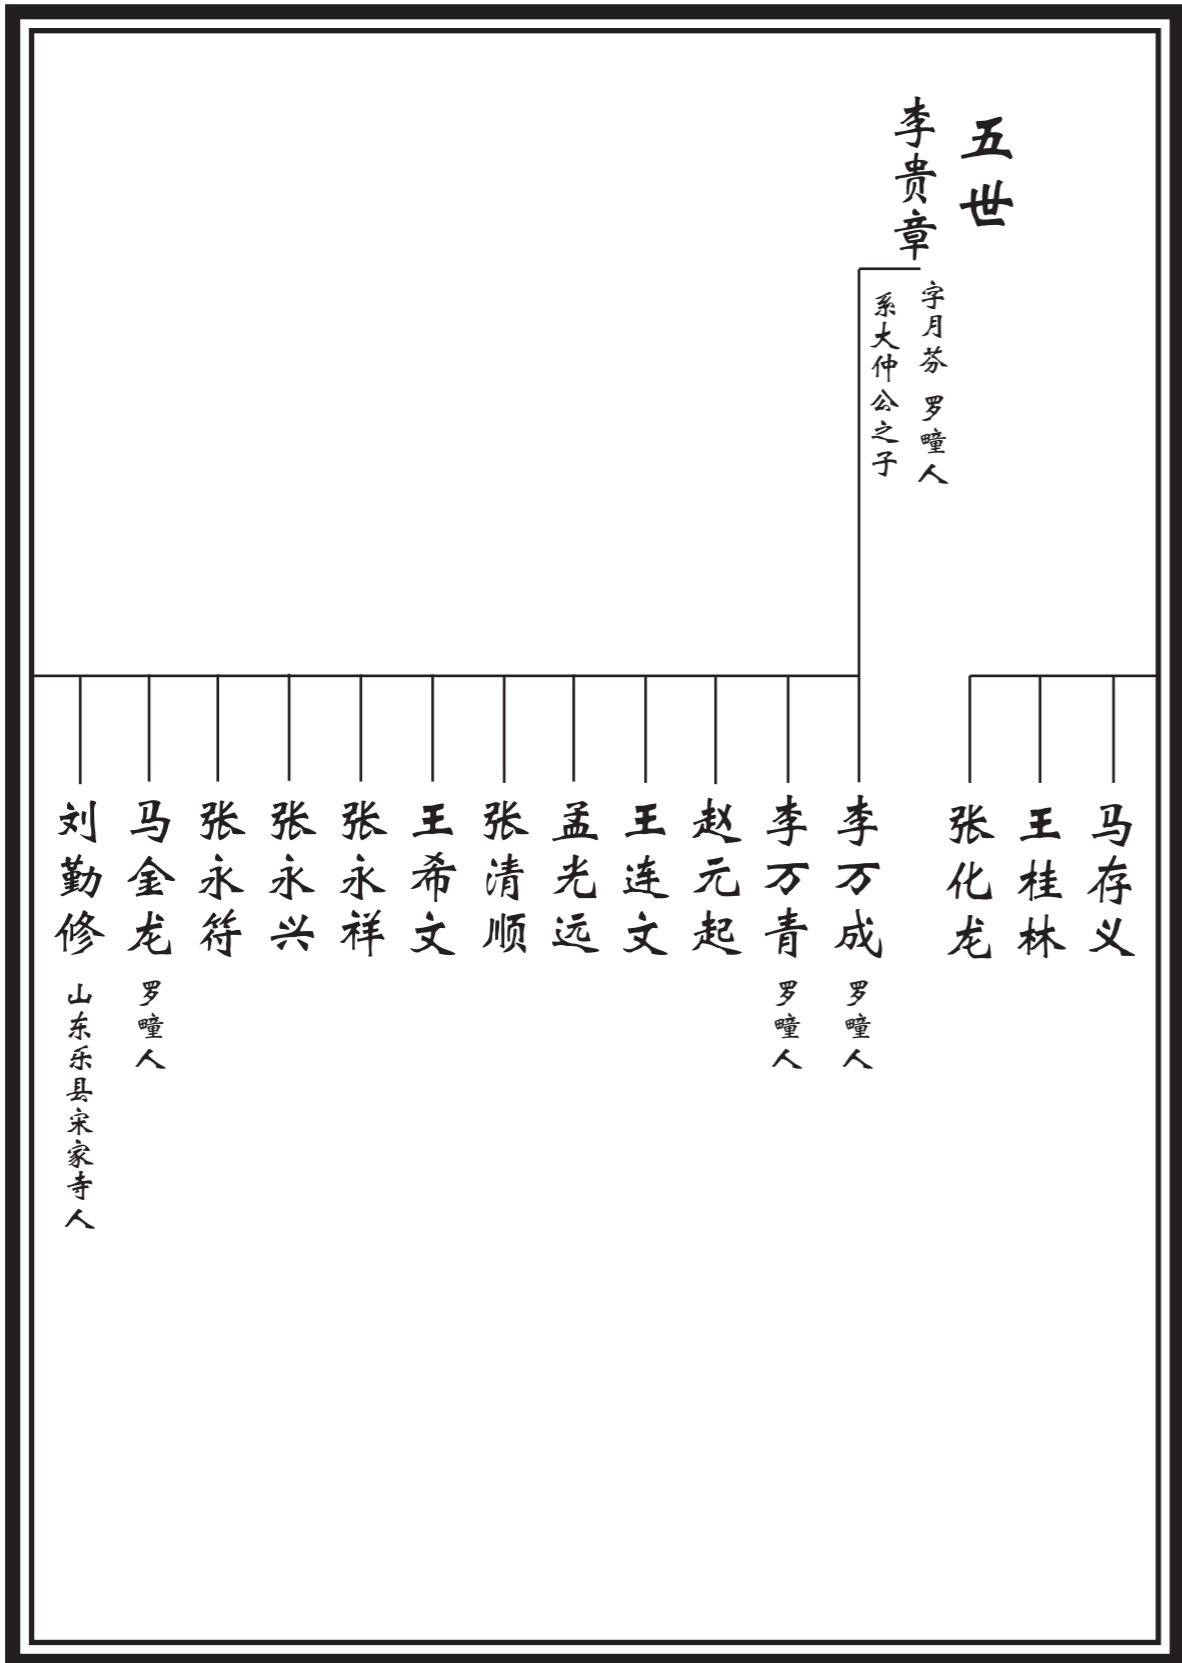 五世
李贵章
字月芬 罗疃人
系大仲公之子
马存义
王桂林
张化龙
李万成
罗疃人
李万青
罗疃人
赵元起
王连文
孟光远
张清顺
王希文
张永祥
张永兴
张永符
马金龙
罗疃人
刘勤修
山东乐县宋家寺人